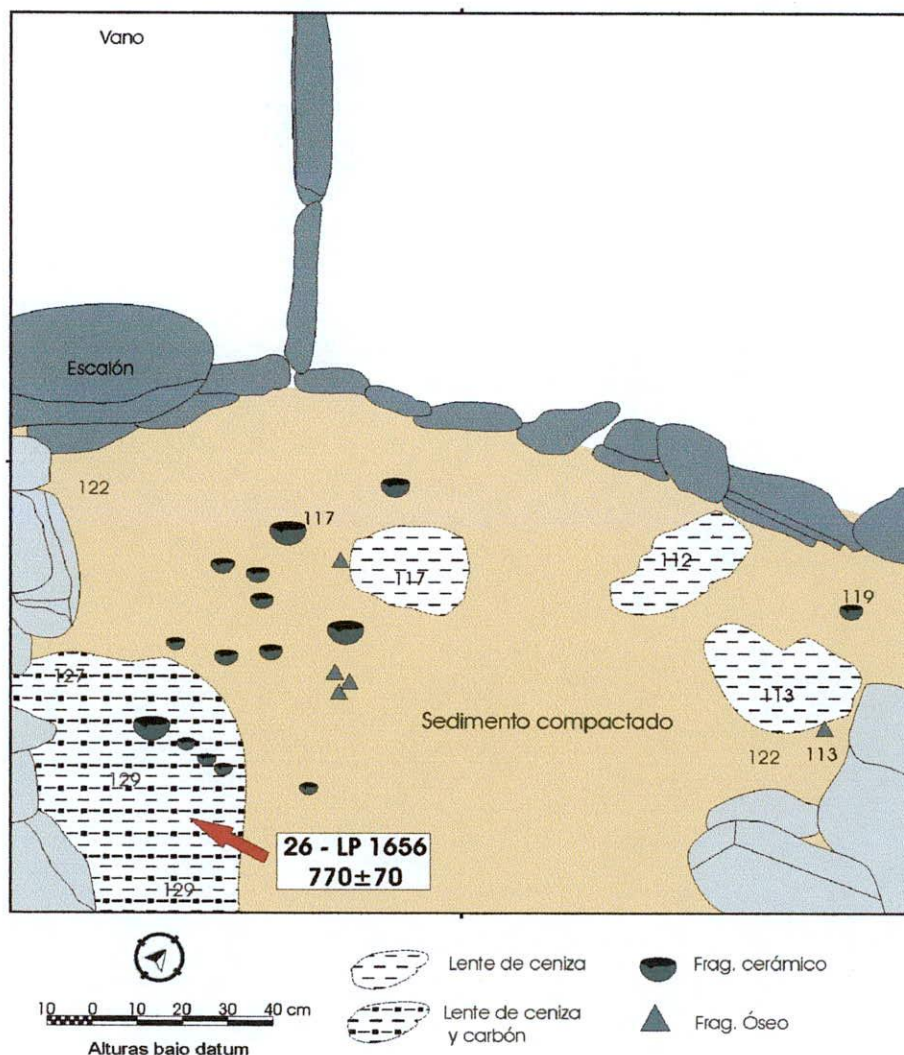 Vano
Escalón
122
117
117
112
119
127
113
Sedimento compactado
122
113
129
26 - LP 1656
770±70
129
Lente de ceniza
Frag. cerámico
Lente de ceniza
y carbón
Frag. Óseo
10 0 10 20 30 40 cm
Alturas bajo datum